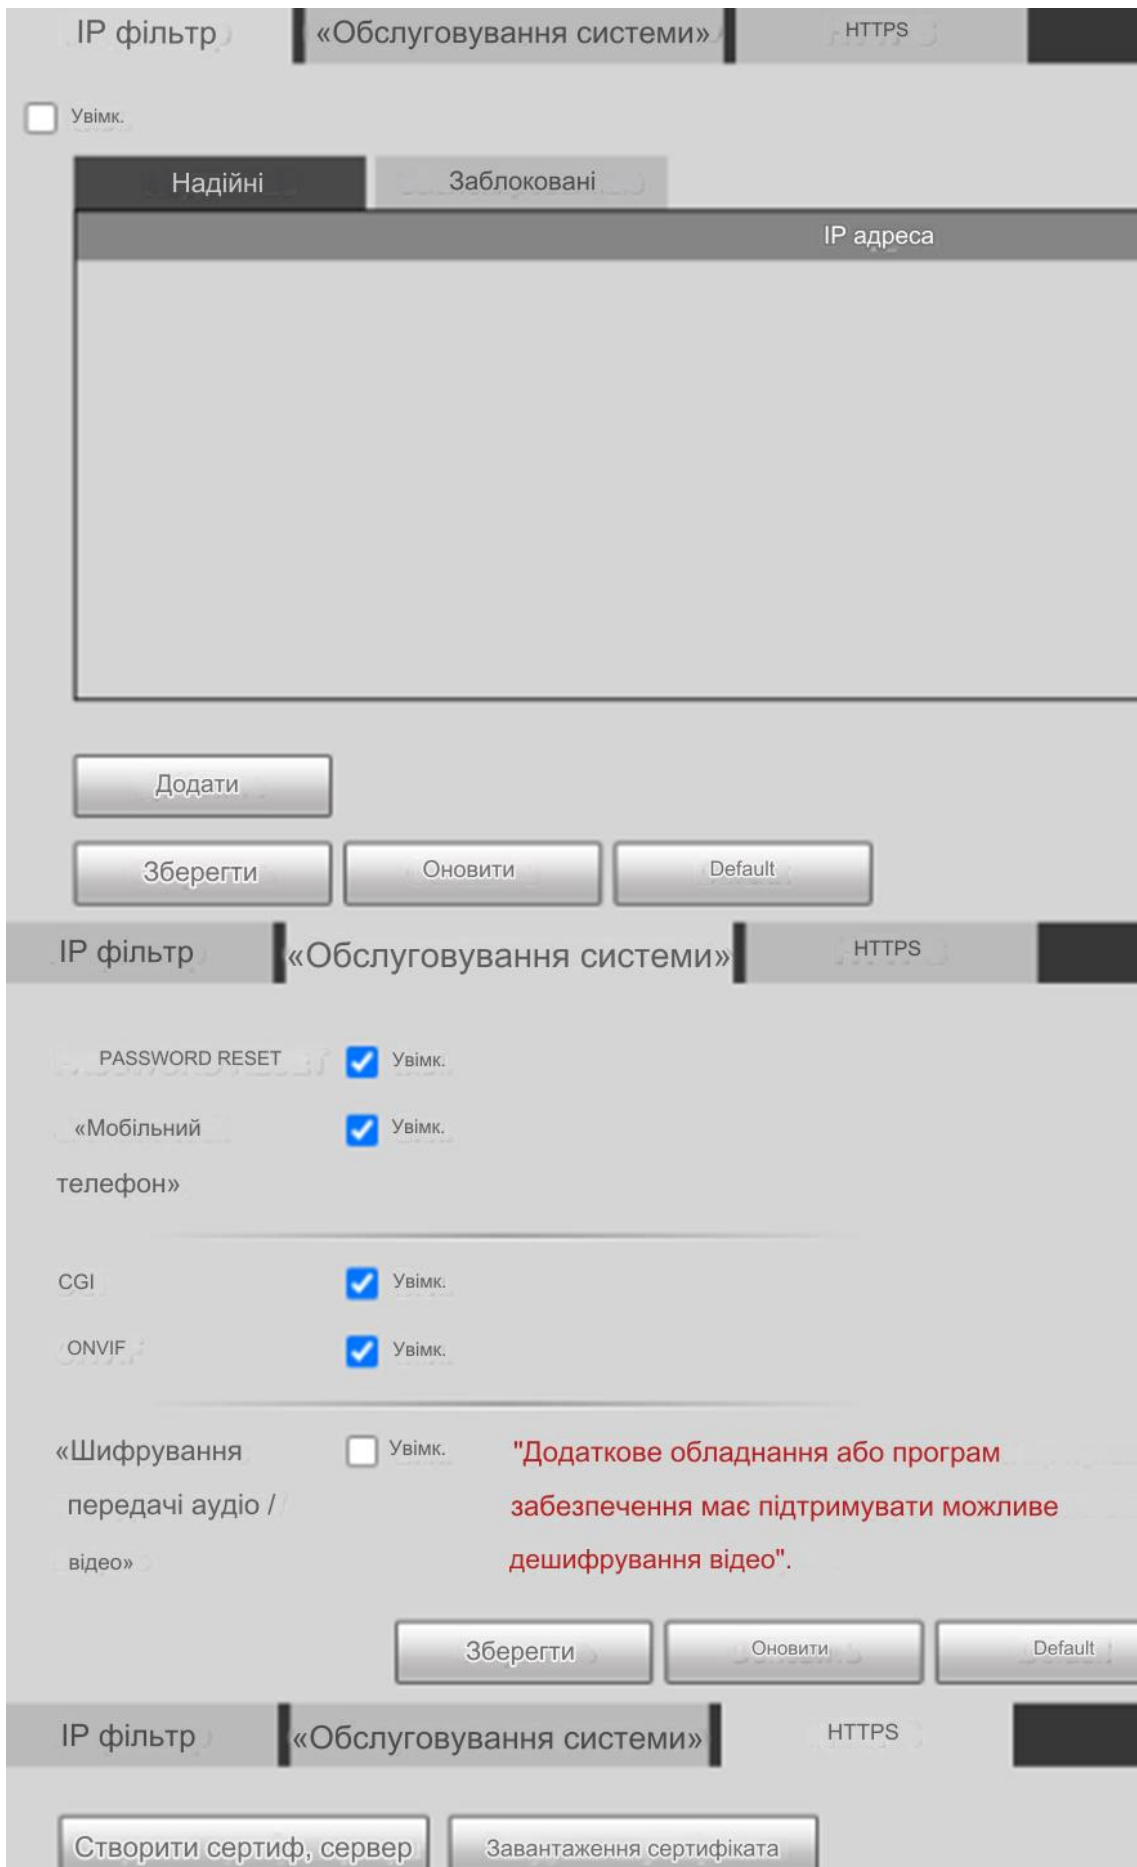 IP фільтр «Обслуговування системи» HTTPS
Увімк.
Надійні Заблоковані
IP адреса
Додати
Зберегти Оновити Default
IP фільтр «Обслуговування системи» HTTPS
PASSWORD RESET Увімк.
«Мобільний Увімк.
телефон»
CGI Увімк.
ONVIF Увімк.
«Шифрування Увімк. "Додаткове обладнання або програм
передачі аудіо / забезпечення має підтримувати можливе
відео» дешифрування відео".
Зберегти Оновити Default
IP фільтр «Обслуговування системи» HTTPS
Створити сертиф, сервер Завантаження сертифіката